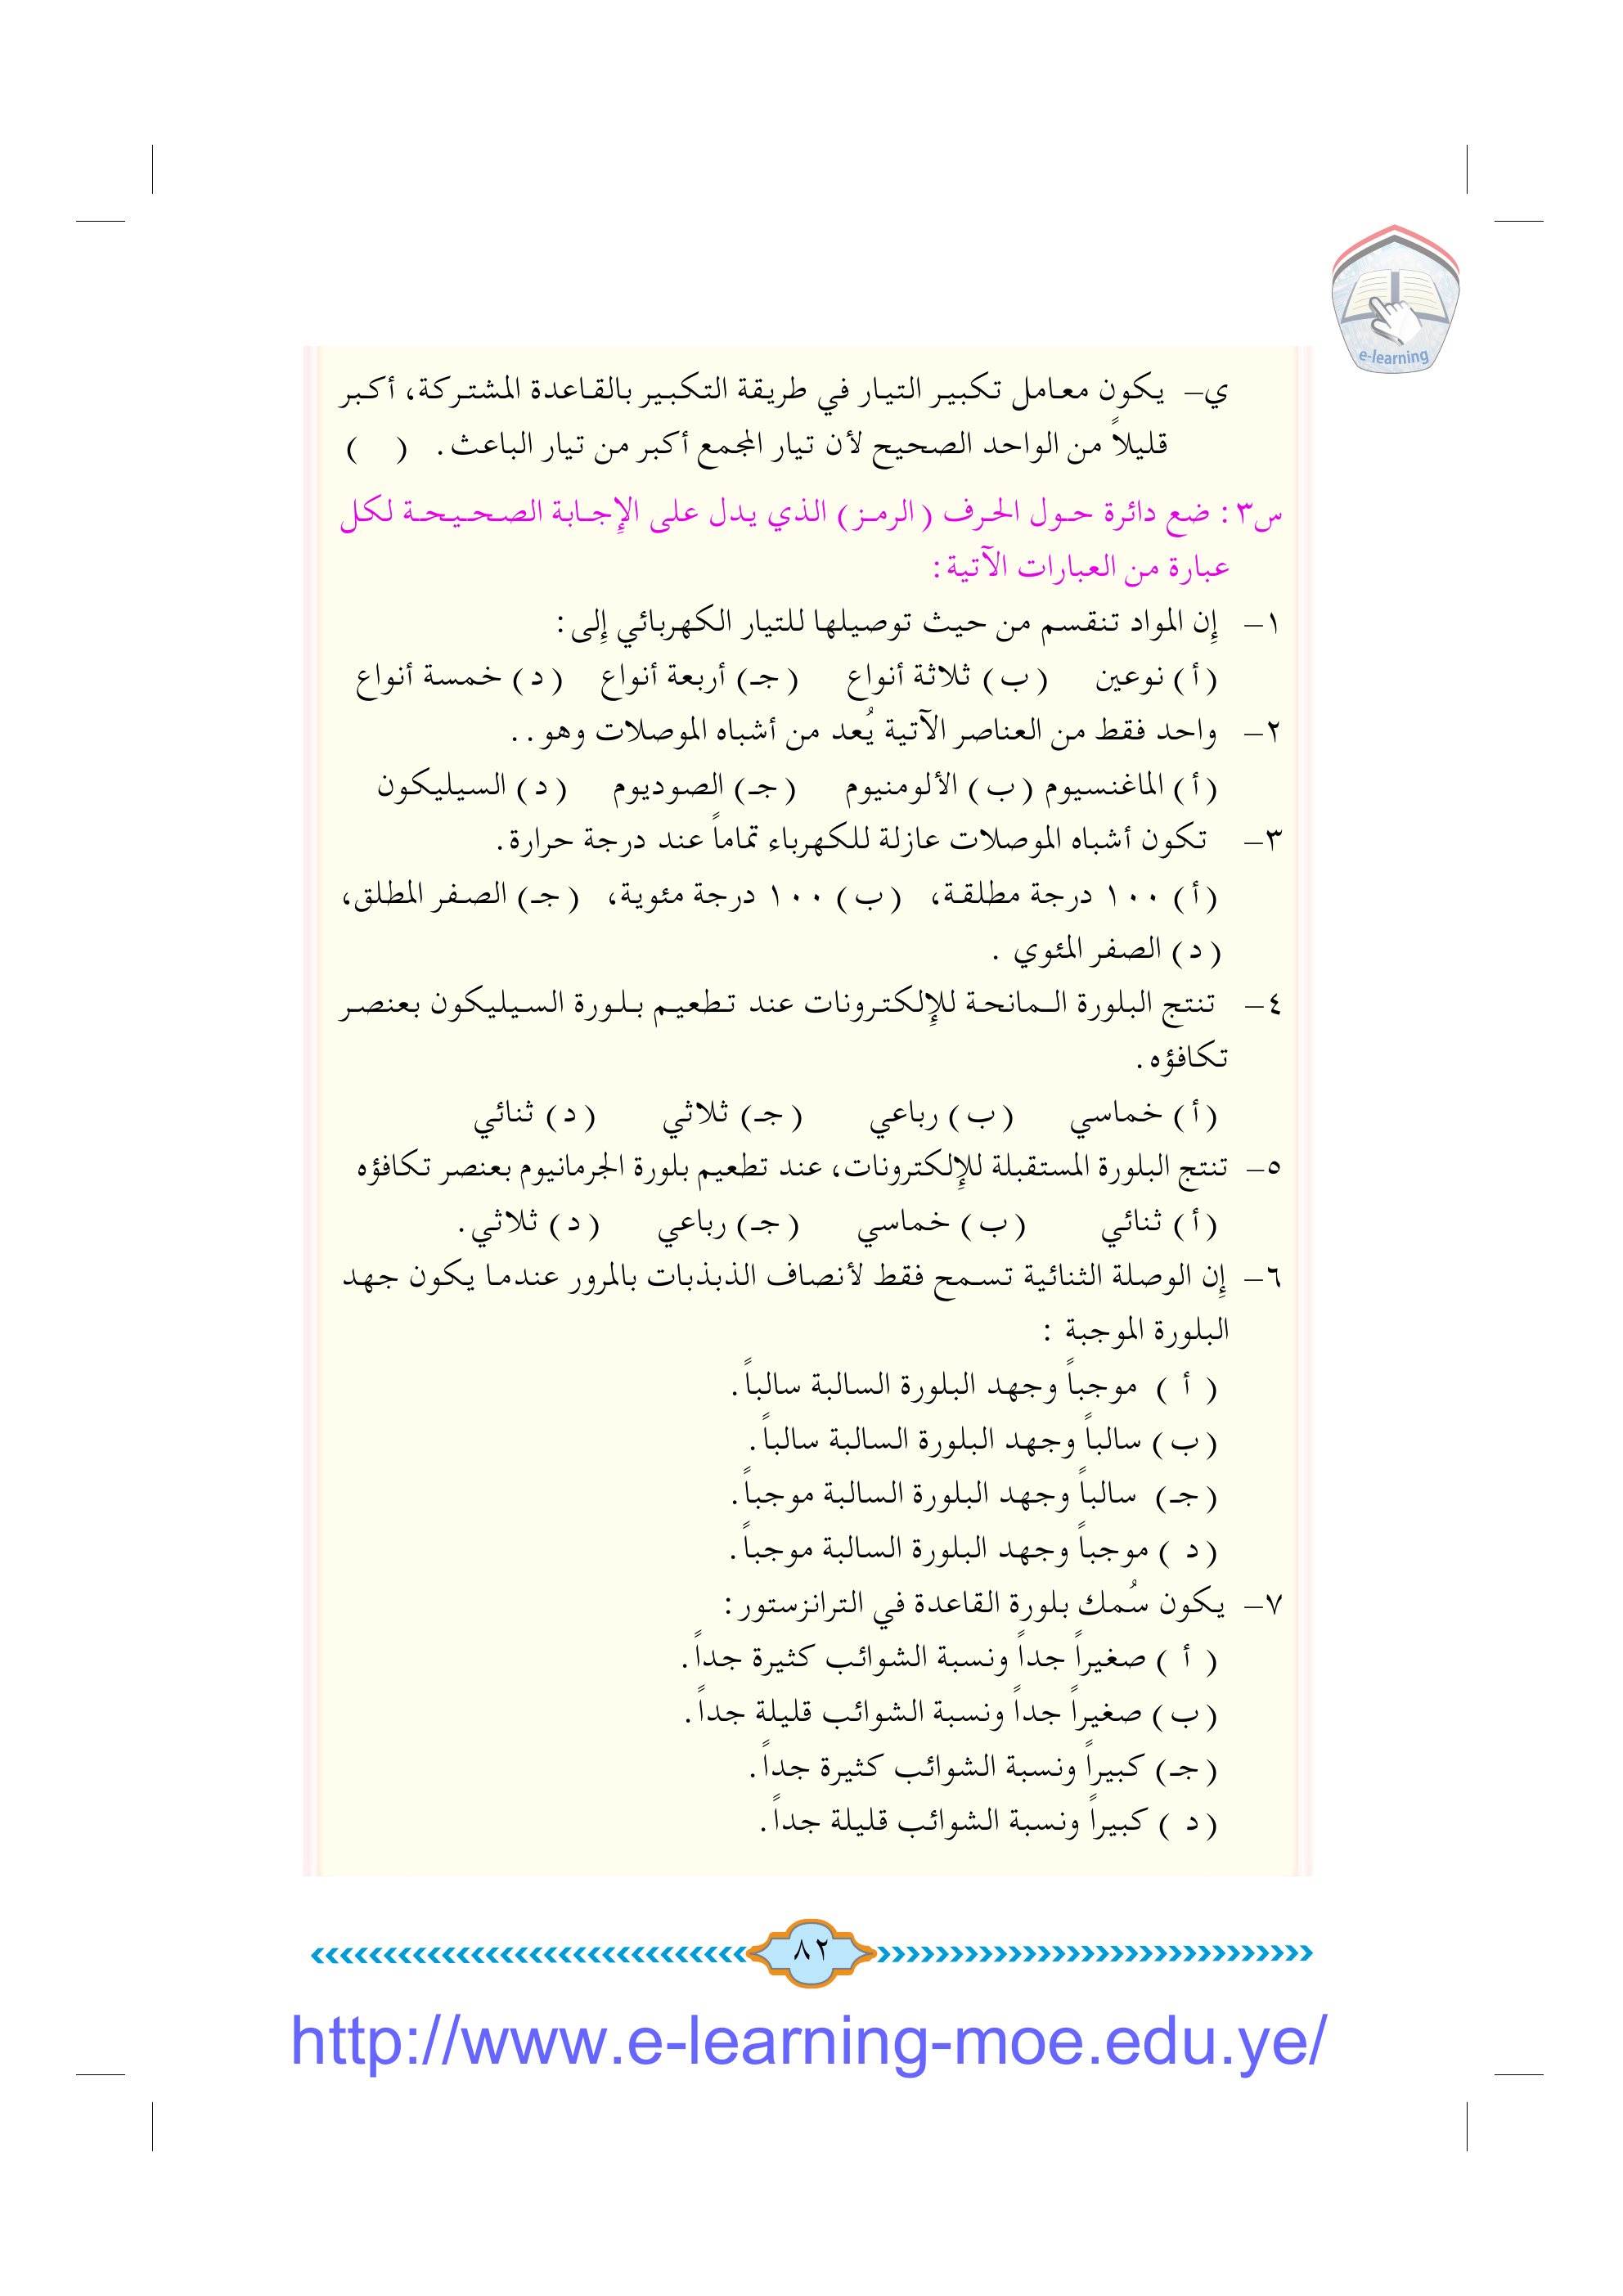 e-learning
ي– يكون معامل تكبير التيار في طريقة التكبير بالقاعدة المشتركة، أكبر
قليلاً من الواحد الصحيح لأن تيار المجمع أكبر من تيار الباعث. (    )
س٣: ضع دائرة حول الحرف (الرمز) الذي يدل على الإجابة الصحيحة لكل
عبارة من العبارات الآتية:
١– إن المواد تنقسم من حيث توصيلها للتيار الكهربائي إلى:
(أ) نوعين (ب) ثلاثة أنواع (جـ) أربعة أنواع (د) خمسة أنواع
٢– واحد فقط من العناصر الآتية يُعد من أشباه الموصلات وهو..
(أ) الماغنسيوم (ب) الألومنيوم (جـ) الصوديوم (د) السيليكون
٣– تكون أشباه الموصلات عازلة للكهرباء تماماً عند درجة حرارة.
(أ) ١٠٠ درجة مطلقة، (ب) ١٠٠ درجة مئوية، (جـ) الصفر المطلق،
(د) الصفر المئوي .
٤– تنتج البلورة المانحة للإلكترونات عند تطعيم بلورة السيليكون بعنصر
تكافؤه.
(أ) خماسي (ب) رباعي (جـ) ثلاثي (د) ثنائي
٥– تنتج البلورة المستقبلة للإلكترونات، عند تطعيم بلورة الجرمانيوم بعنصر تكافؤه
(أ) ثنائي (ب) خماسي (جـ) رباعي (د) ثلاثي.
٦– إن الوصلة الثنائية تسمح فقط لأنصاف الذبذبات بالمرور عندما يكون جهد
البلورة الموجبة :
( أ ) موجباً وجهد البلورة السالبة سالباً.
(ب) سالباً وجهد البلورة السالبة سالباً.
(جـ) سالباً وجهد البلورة السالبة موجباً.
(د ) موجباً وجهد البلورة السالبة موجباً.
٧– يكون سُمك بلورة القاعدة في الترانزستور:
( أ ) صغيراً جداً ونسبة الشوائب كثيرة جداً.
(ب) صغيراً جداً ونسبة الشوائب قليلة جداً.
(جـ) كبيراً ونسبة الشوائب كثيرة جداً.
(د ) كبيراً ونسبة الشوائب قليلة جداً.
٨٢
http://www.e-learning-moe.edu.ye/